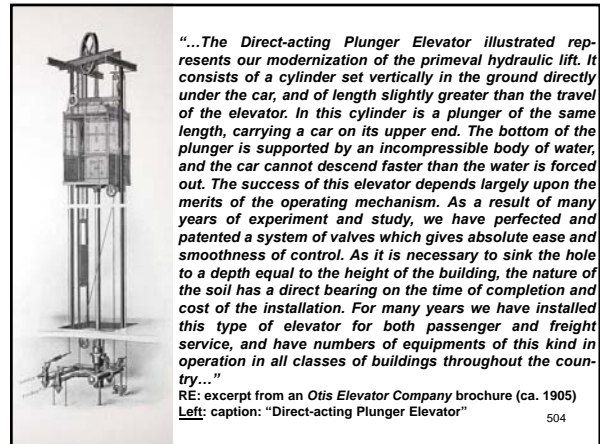 “…The Direct-acting Plunger Elevator illustrated rep-
resents our modernization of the primeval hydraulic lift. It
consists of a cylinder set vertically in the ground directly
under the car, and of length slightly greater than the travel
of the elevator. In this cylinder is a plunger of the same
length, carrying a car on its upper end. The bottom of the
plunger is supported by an incompressible body of water,
and the car cannot descend faster than the water is forced
out. The success of this elevator depends largely upon the
merits of the operating mechanism. As a result of many
years of experiment and study, we have perfected and
patented a system of valves which gives absolute ease and
smoothness of control. As it is necessary to sink the hole
to a depth equal to the height of the building, the nature of
the soil has a direct bearing on the time of completion and
cost of the installation. For many years we have installed
this type of elevator for both passenger and freight
service, and have numbers of equipments of this kind in
operation in all classes of buildings throughout the coun-
try…”
RE: excerpt from an Otis Elevator Company brochure (ca. 1905)
Left: caption: “Direct-acting Plunger Elevator”
504